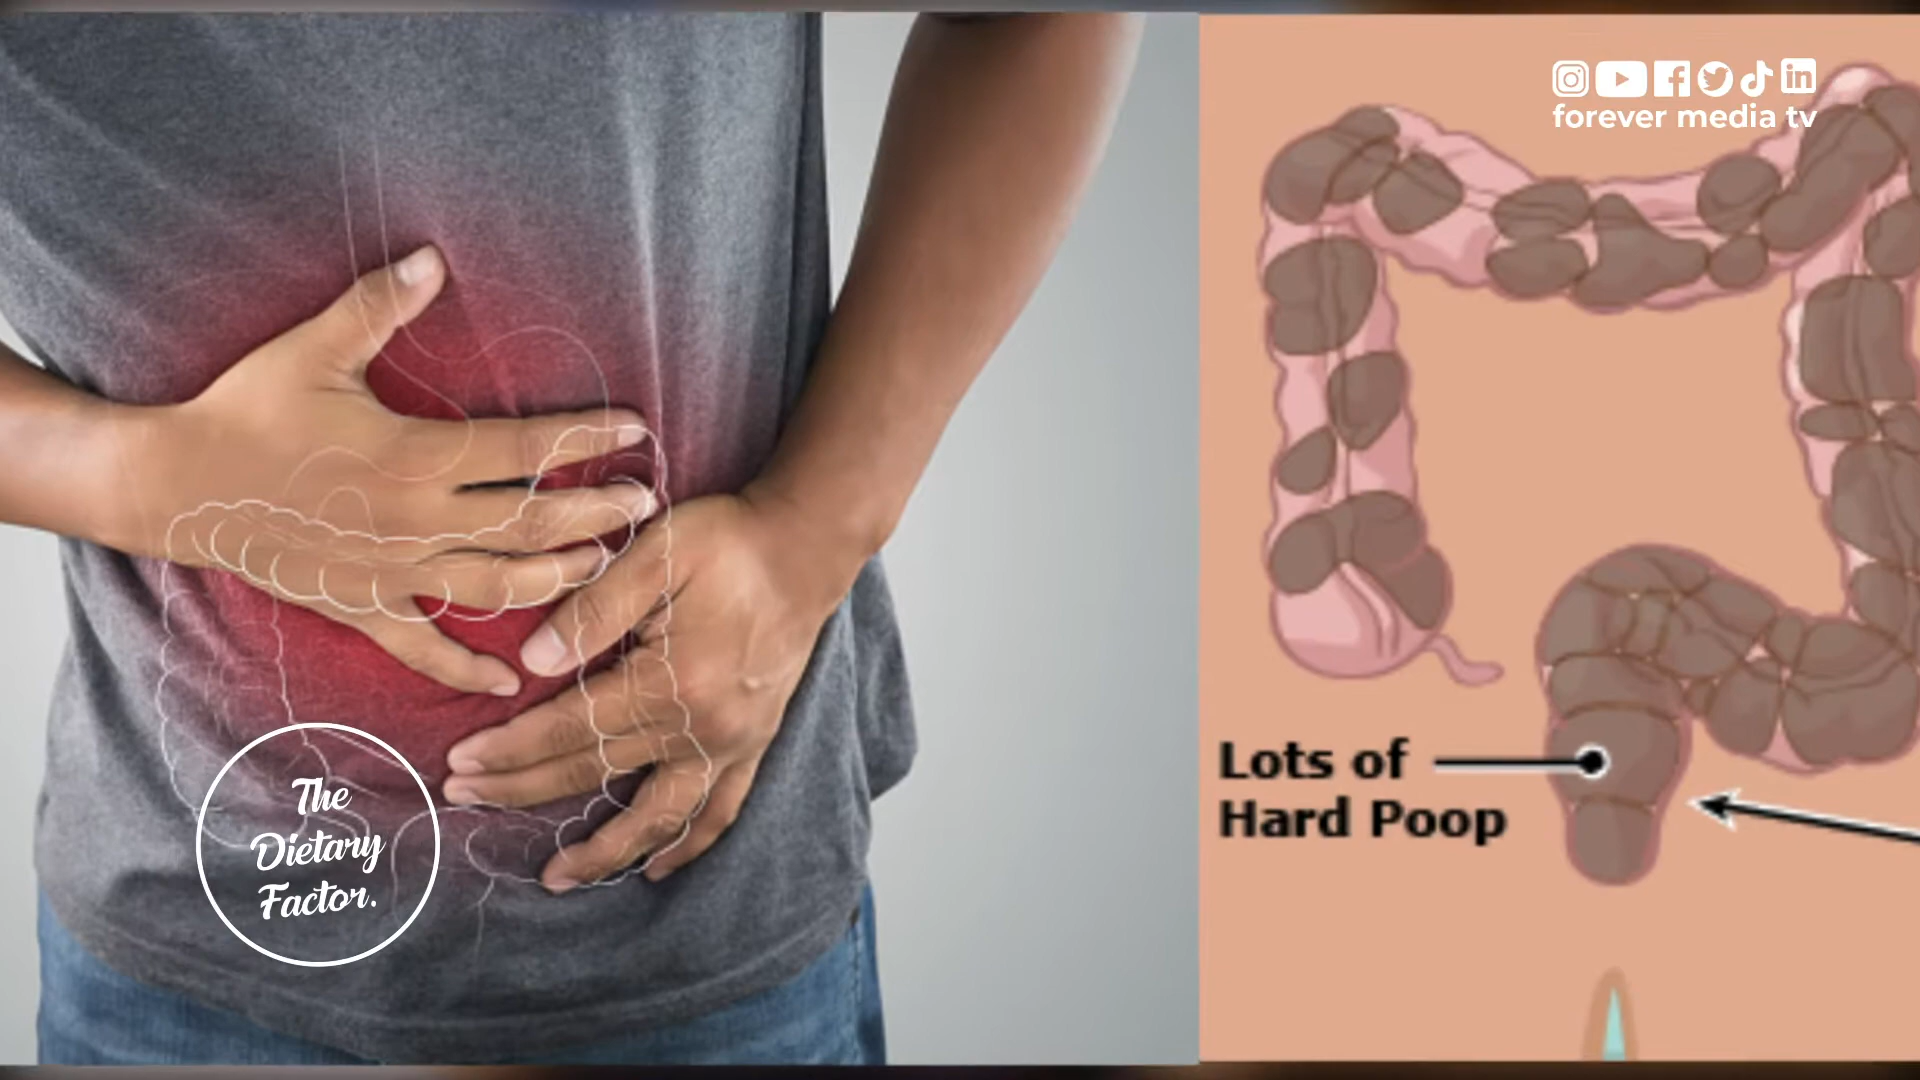 forever media tv
The
Dietary
Factor.
Lots of
Hard Poop